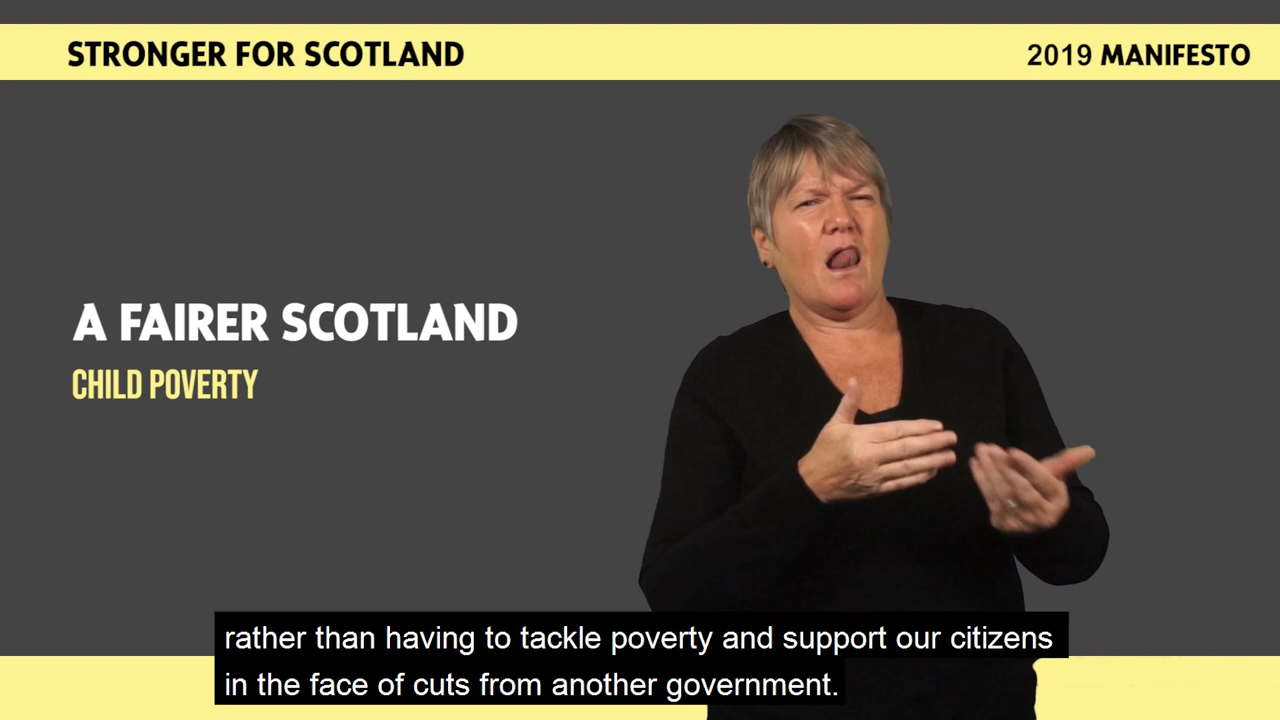 STRONGER FOR SCOTLAND
2019 MANIFESTO
A FAIRER SCOTLAND
CHILD POVERTY
rather than having to tackle poverty and support our citizens
in the face of cuts from another government.